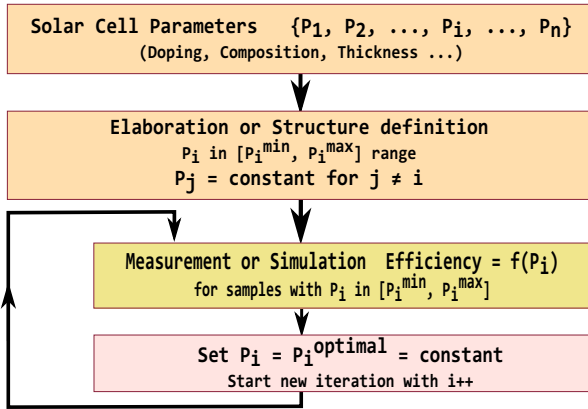 Solar Cell Parameters {P₁, P₂, ..., Pᵢ, ..., Pₙ}
(Doping, Composition, Thickness ...)
Elaboration or Structure definition
Pᵢ in [Pᵢᵐⁱⁿ, Pᵢᵐᵃˣ] range
Pⱼ = constant for j ≠ i
Measurement or Simulation Efficiency = f(Pᵢ)
for samples with Pᵢ in [Pᵢᵐⁱⁿ, Pᵢᵐᵃˣ]
Set Pᵢ = Pᵢᵒᵖᵗⁱᵐᵃˡ = constant
Start new iteration with i++